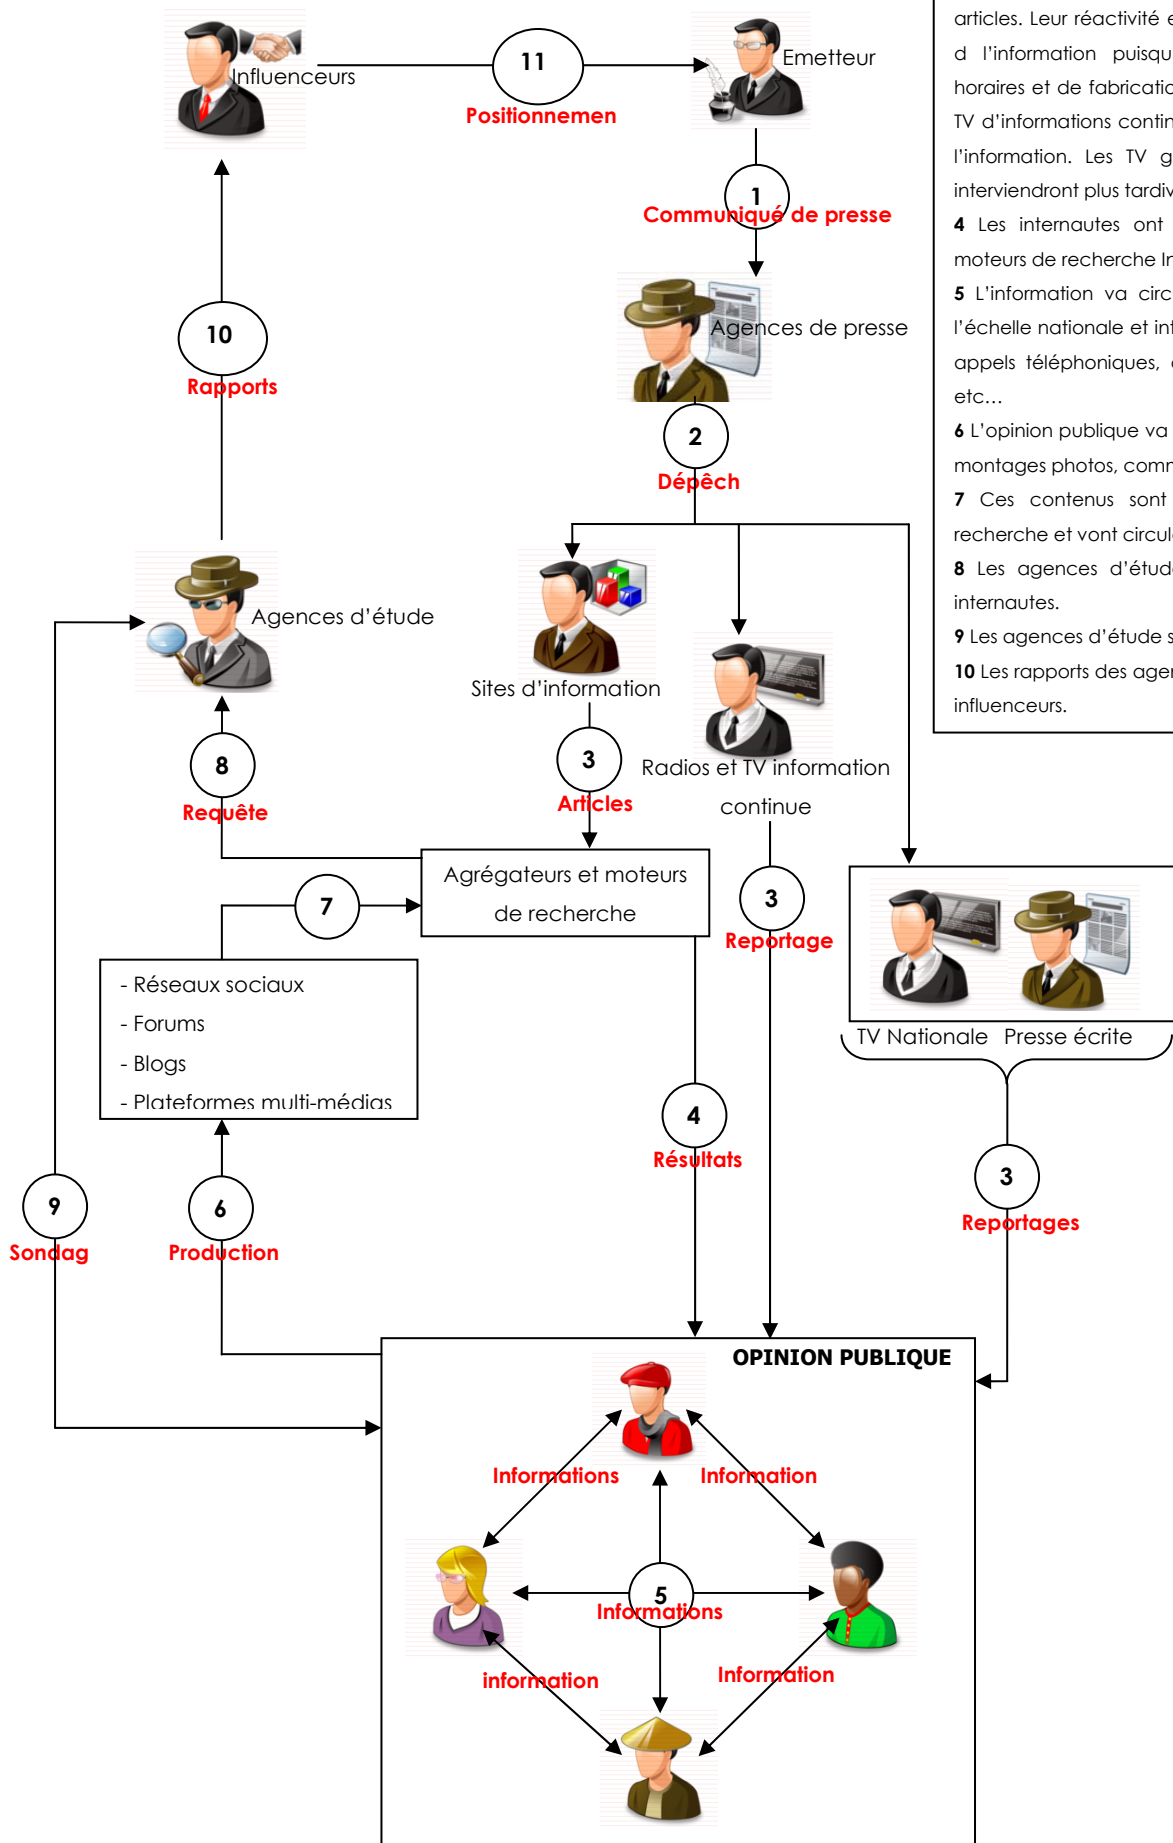 Influenceurs
11
Positionnemen
Emetteur
1
Communiqué de presse
Agences de presse
10
Rapports
2
Dépêch
Agences d’étude
Sites d’information
Radios et TV information
continue
8
Requête
3
Articles
Agrégateurs et moteurs
de recherche
7
3
Reportage
- Réseaux sociaux
- Forums
- Blogs
- Plateformes multi-médias
TV Nationale
Presse écrite
4
Résultats
3
Reportages
9
Sondag
6
Production
OPINION PUBLIQUE
Informations
Information
5
Informations
information
Information
articles. Leur réactivité e
d l’information puisqu
horaires et de fabricatio
TV d’informations contin
l’information. Les TV g
interviendront plus tardiv
4 Les internautes ont
moteurs de recherche In
5 L’information va circ
l’échelle nationale et int
appels téléphoniques,
etc…
6 L’opinion publique va
montages photos, comm
7 Ces contenus sont
recherche et vont circul
8 Les agences d’étud
internautes.
9 Les agences d’étude s
10 Les rapports des agen
influenceurs.